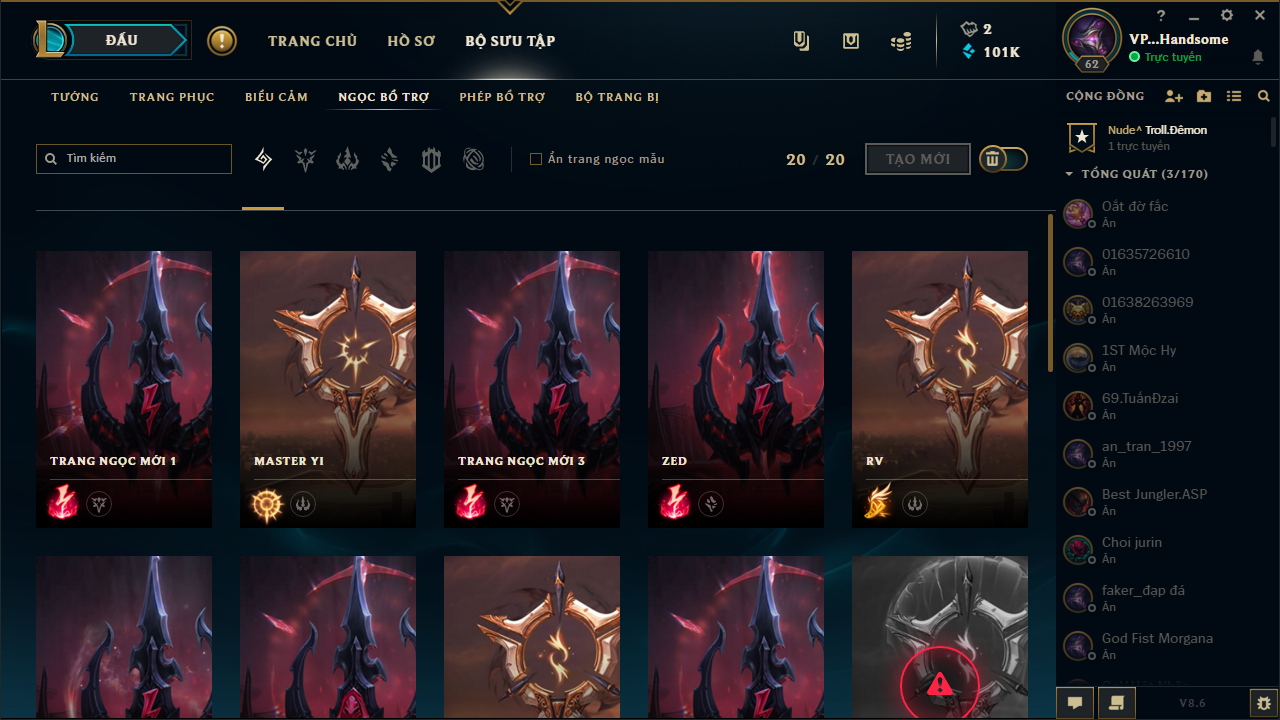 ĐẤU
TRANG CHỦ
HỒ SƠ
BỘ SƯU TẬP
2
101K
?
VP...Handsome
Trực tuyến
62
TƯỚNG
TRANG PHỤC
BIỂU CẢM
NGỌC BỔ TRỢ
PHÉP BỔ TRỢ
BỘ TRANG BỊ
CỘNG ĐỒNG
Tìm kiếm
Ẩn trang ngọc mẫu
20 / 20
TẠO MỚI
Nude^ Troll.Đêmon
1 trực tuyến
TỔNG QUÁT (3/170)
Oắt đờ fắc
Ẩn
01635726610
Ẩn
01638263969
Ẩn
1ST Mộc Hy
Ẩn
69.TuấnĐzai
Ẩn
an_tran_1997
Ẩn
Best Jungler.ASP
Ẩn
Choi jurin
Ẩn
faker_đạp đá
Ẩn
God Fist Morgana
Ẩn
TRANG NGỌC MỚI 1
MASTER YI
TRANG NGỌC MỚI 3
ZED
RV
V8.6